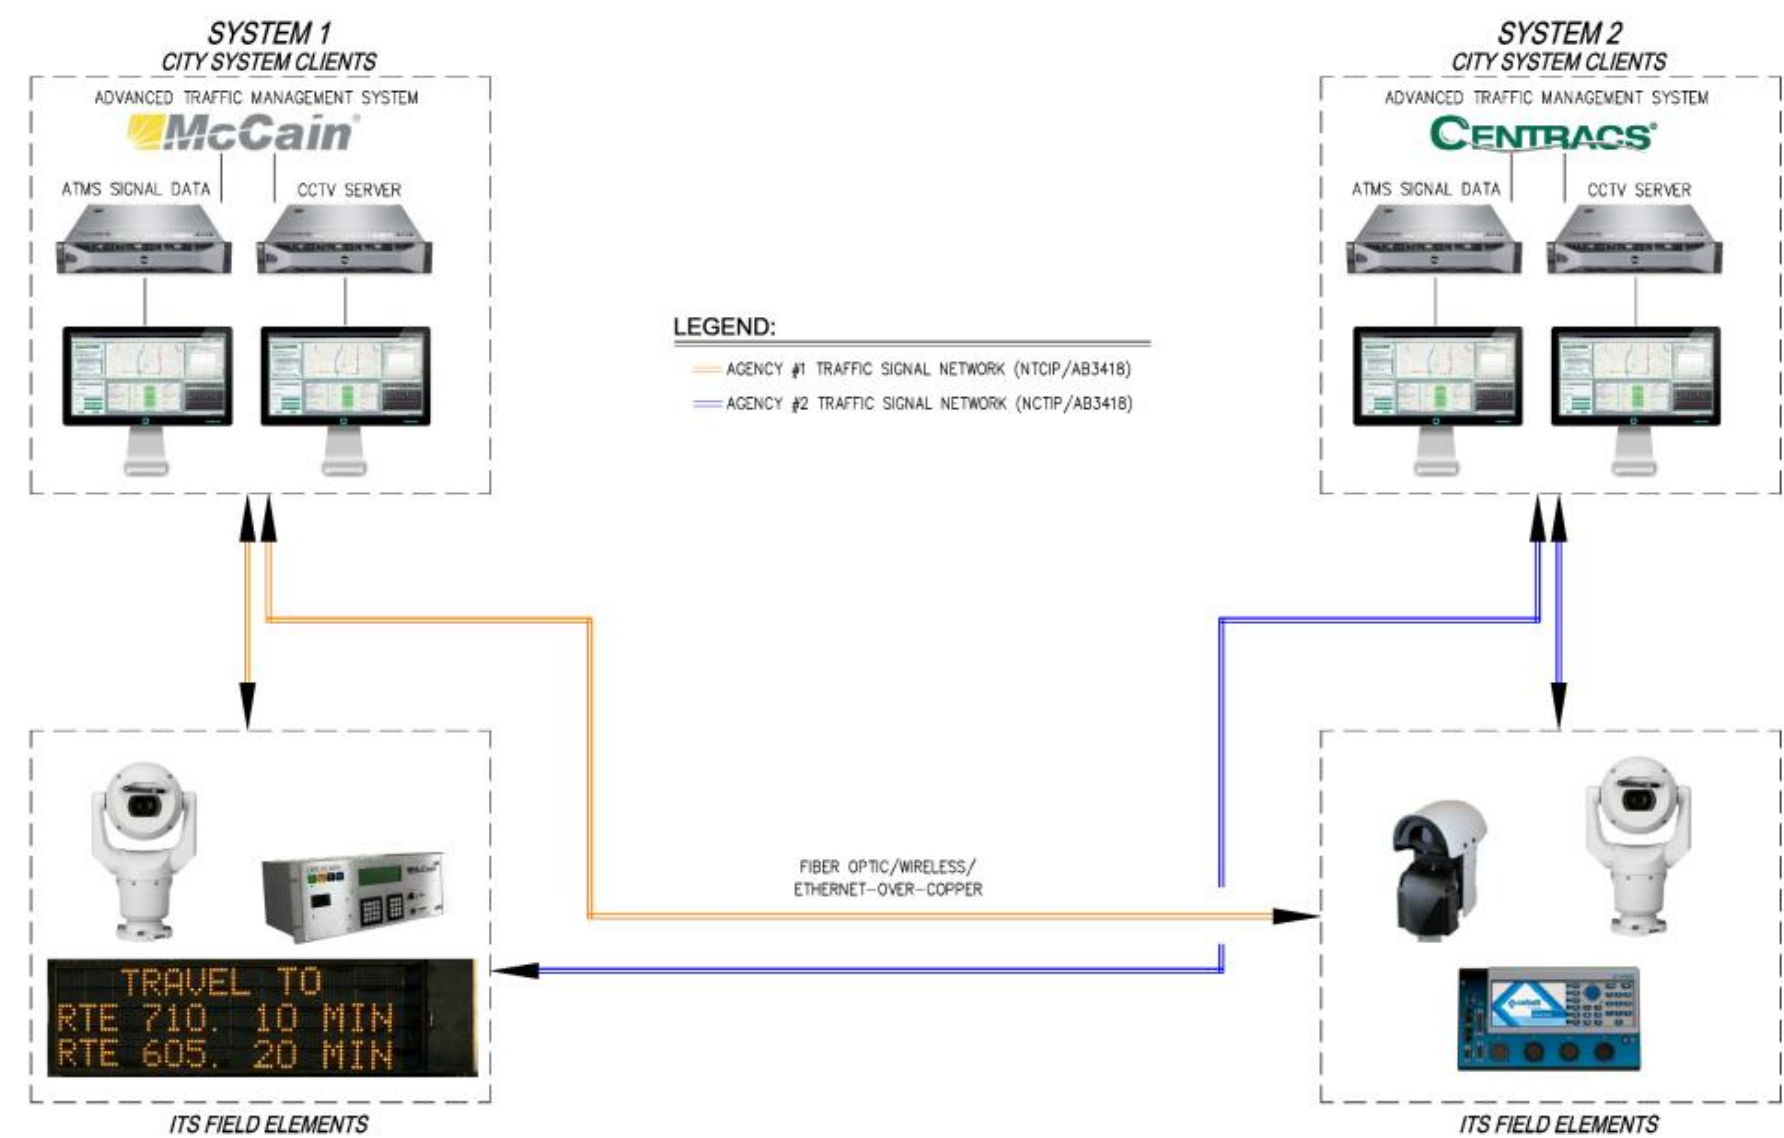 SYSTEM 1
CITY SYSTEM CLIENTS
ADVANCED TRAFFIC MANAGEMENT SYSTEM
McCain®
ATMS SIGNAL DATA
CCTV SERVER
SYSTEM 2
CITY SYSTEM CLIENTS
ADVANCED TRAFFIC MANAGEMENT SYSTEM
CENTRACS®
ATMS SIGNAL DATA
CCTV SERVER
LEGEND:
AGENCY #1 TRAFFIC SIGNAL NETWORK (NTCIP/AB3418)
AGENCY #2 TRAFFIC SIGNAL NETWORK (NCTIP/AB3418)
FIBER OPTIC/WIRELESS/
ETHERNET-OVER-COPPER
McCain
TRAVEL TO
RTE 710. 10 MIN
RTE 605. 20 MIN
ITS FIELD ELEMENTS
cobalt
ITS FIELD ELEMENTS